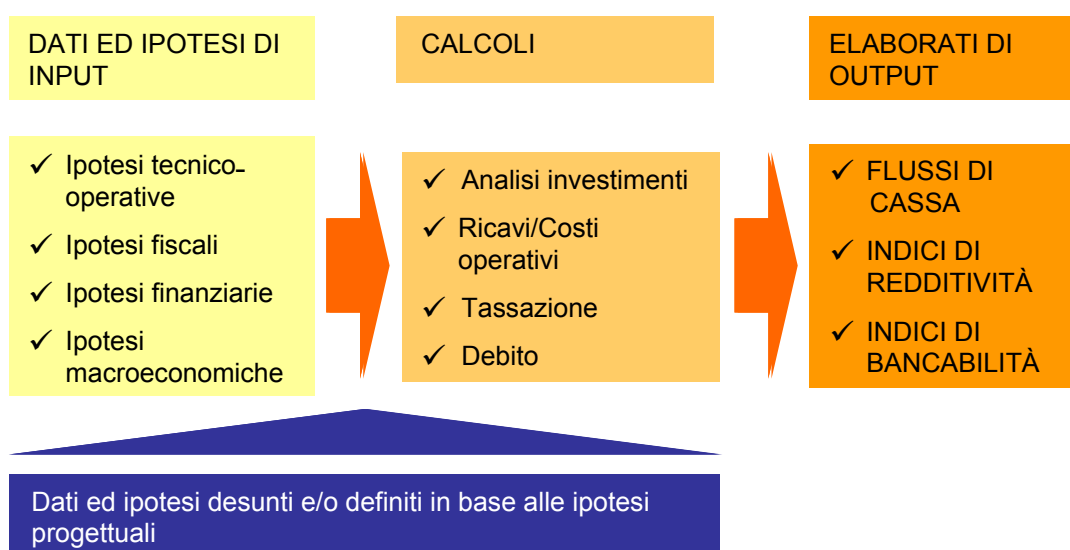 DATI ED IPOTESI DI
INPUT
CALCOLI
ELABORATI DI
OUTPUT
✓ Ipotesi tecnico-
operative
✓ Ipotesi fiscali
✓ Ipotesi finanziarie
✓ Ipotesi
macroeconomiche
✓ Analisi investimenti
✓ Ricavi/Costi
operativi
✓ Tassazione
✓ Debito
✓ FLUSSI DI
CASSA
✓ INDICI DI
REDDITIVITÀ
✓ INDICI DI
BANCABILITÀ
Dati ed ipotesi desunti e/o definiti in base alle ipotesi
progettuali